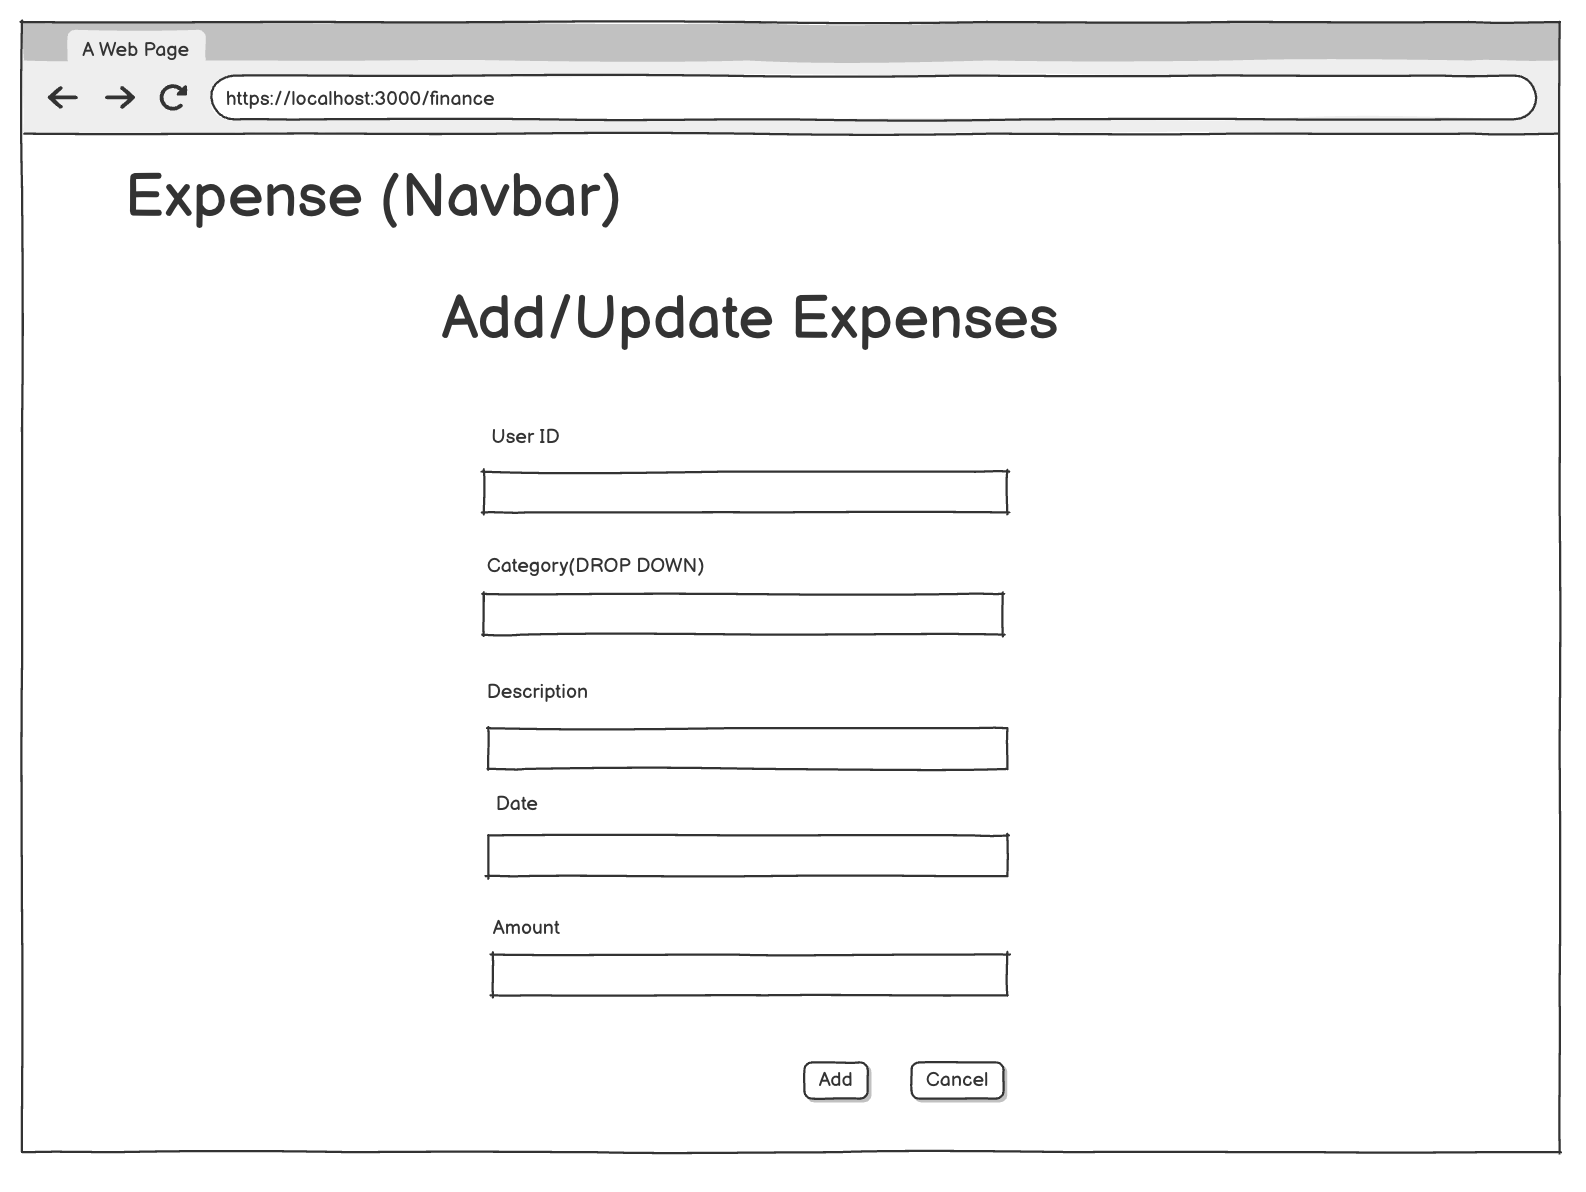 A Web Page
https://localhost:3000/finance
Expense (Navbar)
Add/Update Expenses
User ID
Category(DROP DOWN)
Description
Date
Amount
Add
Cancel